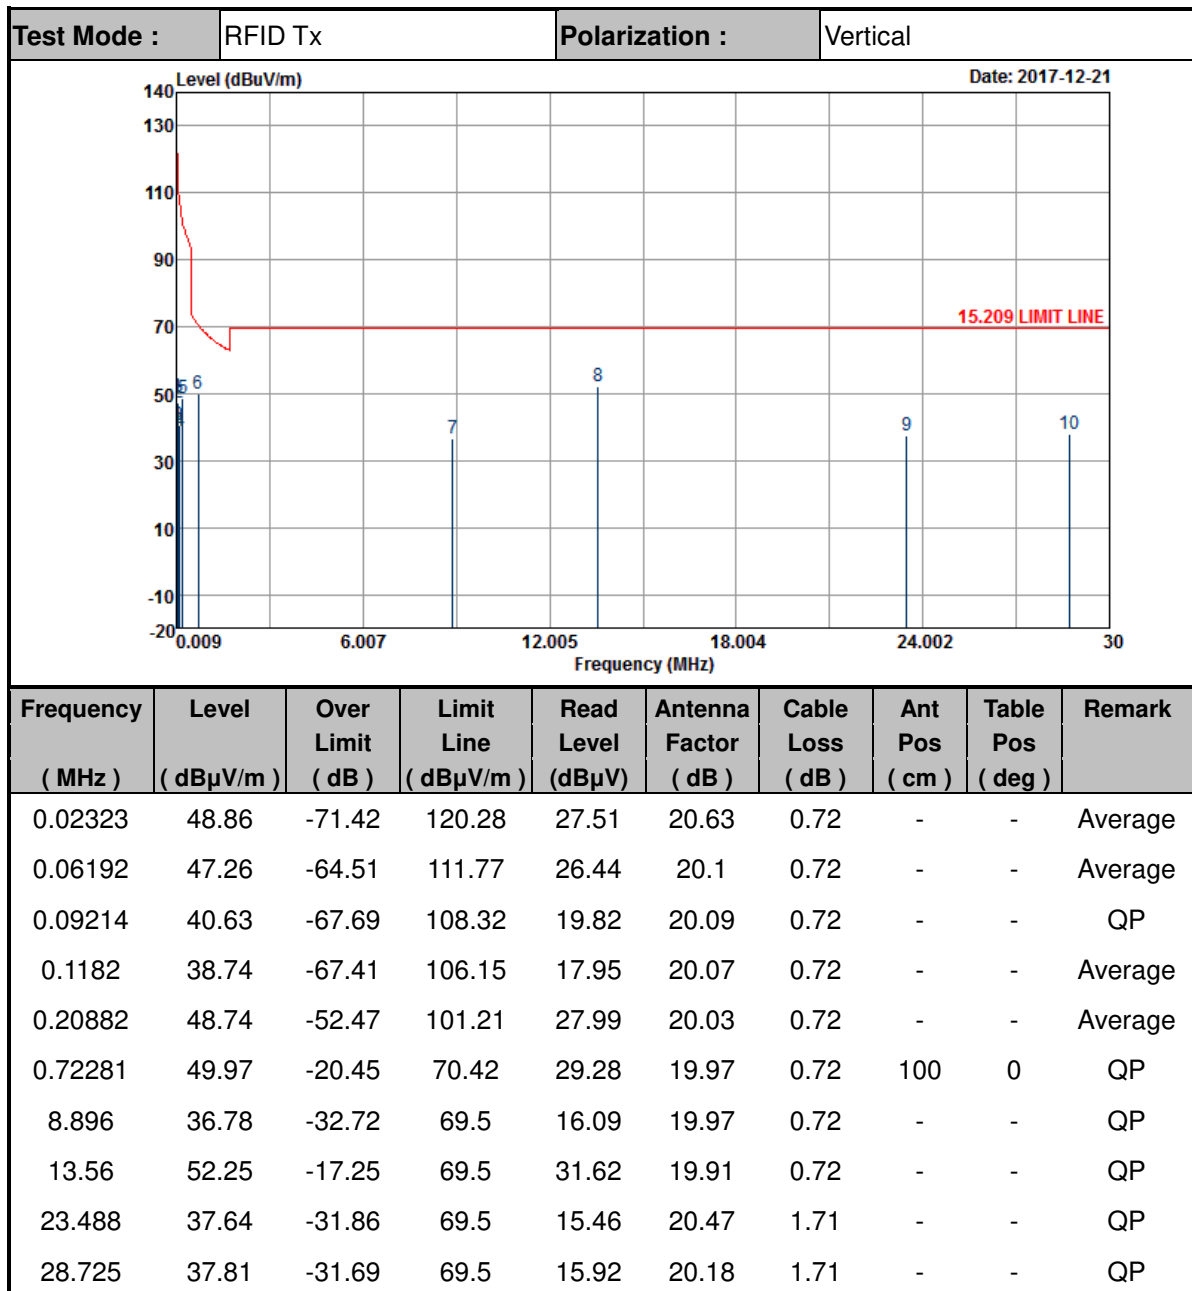 Test Mode : RFID Tx Polarization : Vertical
Level (dBuV/m) Date: 2017-12-21
140
130
110
90
70
50
30
10
-10
-20
15.209 LIMIT LINE
5 6
7
8
9
10
0.009 6.007 12.005 18.004 24.002 30
Frequency (MHz)
Frequency Level Over Limit Read Antenna Cable Ant Table Remark
Limit Line Level Factor Loss Pos Pos
( MHz ) ( dBµV/m ) ( dB ) ( dBµV/m ) (dBµV) ( dB ) ( dB ) ( cm ) ( deg )
0.02323 48.86 -71.42 120.28 27.51 20.63 0.72 - - Average
0.06192 47.26 -64.51 111.77 26.44 20.1 0.72 - - Average
0.09214 40.63 -67.69 108.32 19.82 20.09 0.72 - - QP
0.1182 38.74 -67.41 106.15 17.95 20.07 0.72 - - Average
0.20882 48.74 -52.47 101.21 27.99 20.03 0.72 - - Average
0.72281 49.97 -20.45 70.42 29.28 19.97 0.72 100 0 QP
8.896 36.78 -32.72 69.5 16.09 19.97 0.72 - - QP
13.56 52.25 -17.25 69.5 31.62 19.91 0.72 - - QP
23.488 37.64 -31.86 69.5 15.46 20.47 1.71 - - QP
28.725 37.81 -31.69 69.5 15.92 20.18 1.71 - - QP